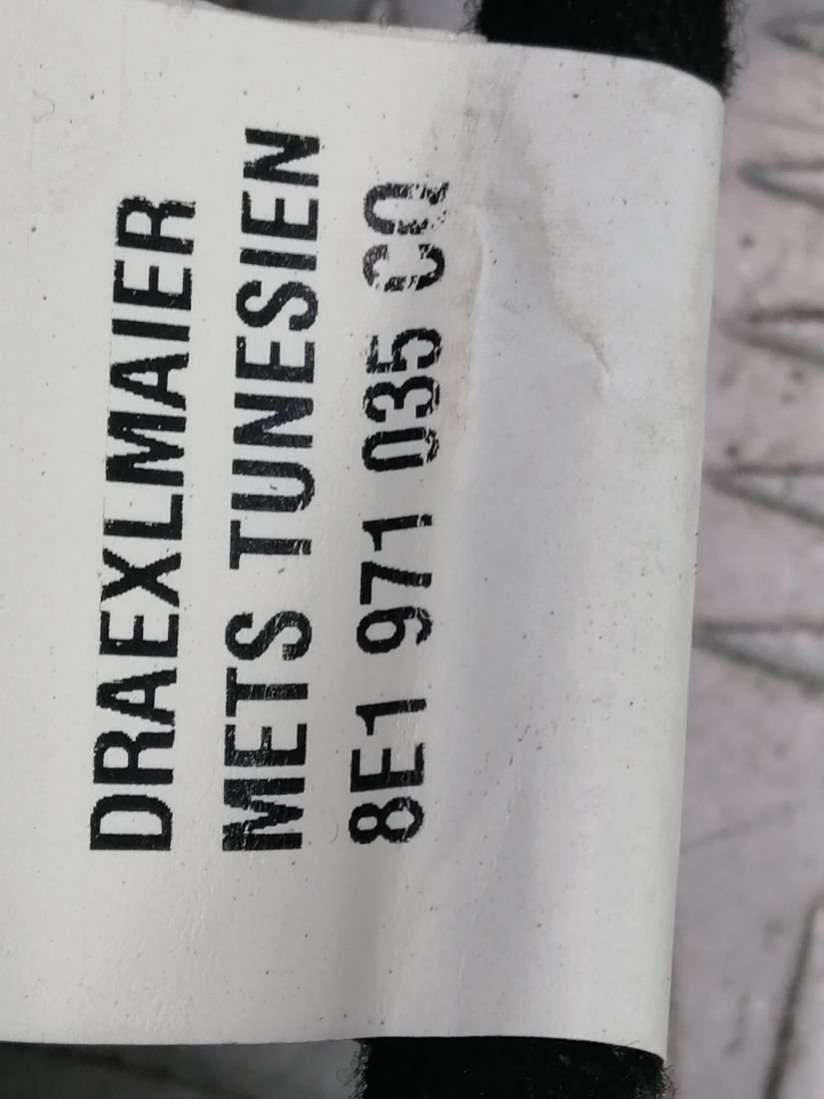 DRAEXLMAIER
METS TUNESIEN
8E1 971 035 CQ